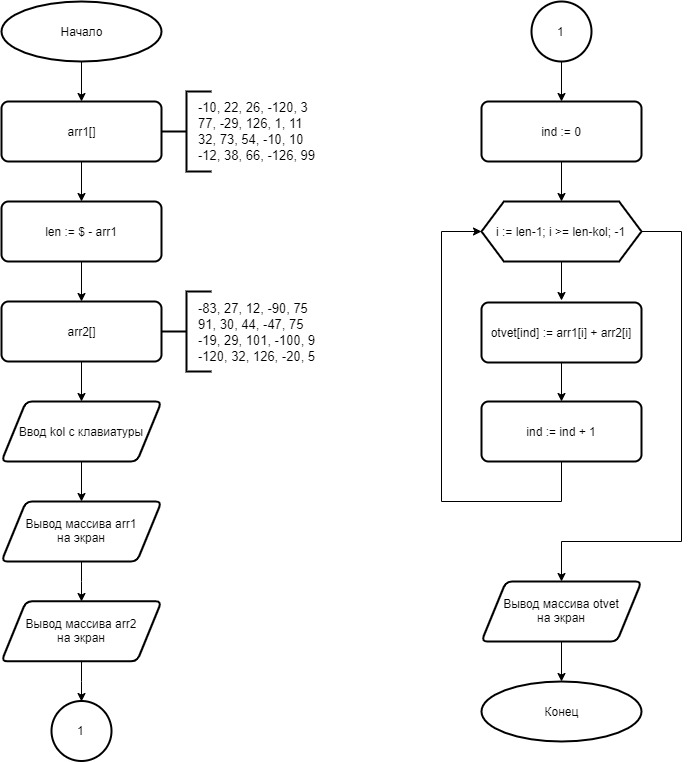 Начало
arr1[]
-10, 22, 26, -120, 3
77, -29, 126, 1, 11
32, 73, 54, -10, 10
-12, 38, 66, -126, 99
len := $ - arr1
arr2[]
-83, 27, 12, -90, 75
91, 30, 44, -47, 75
-19, 29, 101, -100, 9
-120, 32, 126, -20, 5
Ввод kol с клавиатуры
Вывод массива arr1
на экран
Вывод массива arr2
на экран
1
1
ind := 0
i := len-1; i >= len-kol; -1
otvet[ind] := arr1[i] + arr2[i]
ind := ind + 1
Вывод массива otvet
на экран
Конец